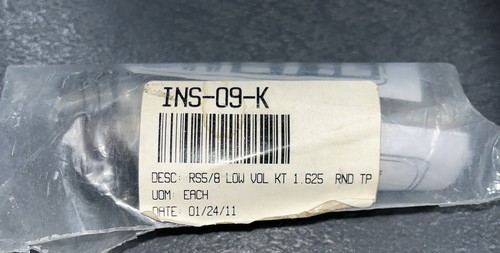 INS-09-K
DESC: RS5/8 LOW VOL KT 1.625 RND TP
UOM: EACH
DATE: 01/24/11